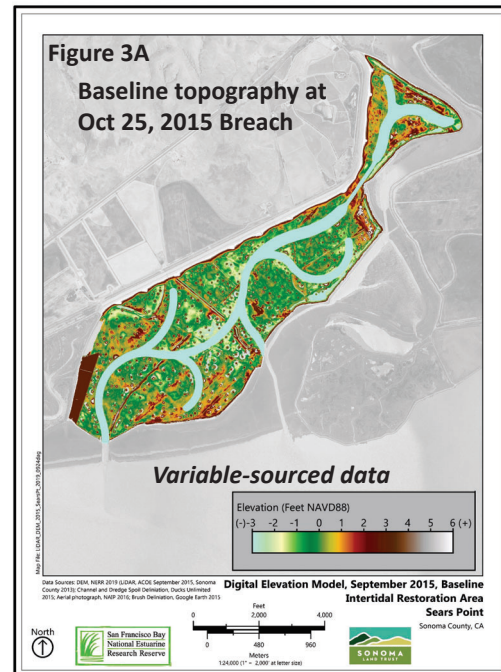 Figure 3A
Baseline topography at
Oct 25, 2015 Breach
Variable-sourced data
Elevation (Feet NAVD88)
(-)-3 -2 -1 0 1 2 3 4 5 6 (+)
Data Sources: DEM, NERR 2019 (LiDAR, ACOE September 2015, Sonoma
County 2013); Channel and Dredge Spoil Deliniation, Ducks Unlimited
2015; Aerial photograph, NAIP 2016; Brush Delniation, Google Earth 2015
Digital Elevation Model, September 2015, Baseline
Intertidal Restoration Area
Sears Point
Sonoma County, CA
North
San Francisco Bay
National Estuarine
Research Reserve
Feet
0 2,000 4,000
0 480 960
Meters
1:24,000 (1" = 2,000' at letter size)
SONOMA
LAND TRUST